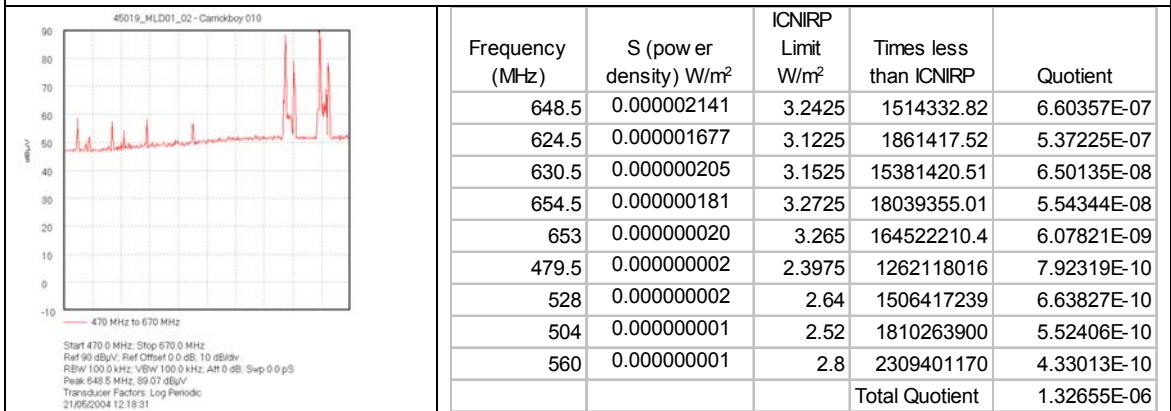 45019_MLD01_02 - Carrickboy 010
90
80
70
60
50
40
30
20
10
0
-10
dBµV
470 MHz to 670 MHz
Start 470.0 MHz; Stop 670.0 MHz
Ref 90 dBµV; Ref Offset 0.0 dB; 10 dB/div
RBW 100.0 kHz; VBW 100.0 kHz; Att 0 dB; Swp 0.0 pS
Peak 648.5 MHz, 89.07 dBµV
Transducer Factors: Log Periodic
21/05/2004 12:18:31
Frequency (MHz) S (pow er density) W/m² ICNIRP Limit W/m² Times less than ICNIRP Quotient
648.5 0.000002141 3.2425 1514332.82 6.60357E-07
624.5 0.000001677 3.1225 1861417.52 5.37225E-07
630.5 0.000000205 3.1525 15381420.51 6.50135E-08
654.5 0.000000181 3.2725 18039355.01 5.54344E-08
653 0.000000020 3.265 164522210.4 6.07821E-09
479.5 0.000000002 2.3975 1262118016 7.92319E-10
528 0.000000002 2.64 1506417239 6.63827E-10
504 0.000000001 2.52 1810263900 5.52406E-10
560 0.000000001 2.8 2309401170 4.33013E-10
Total Quotient 1.32655E-06